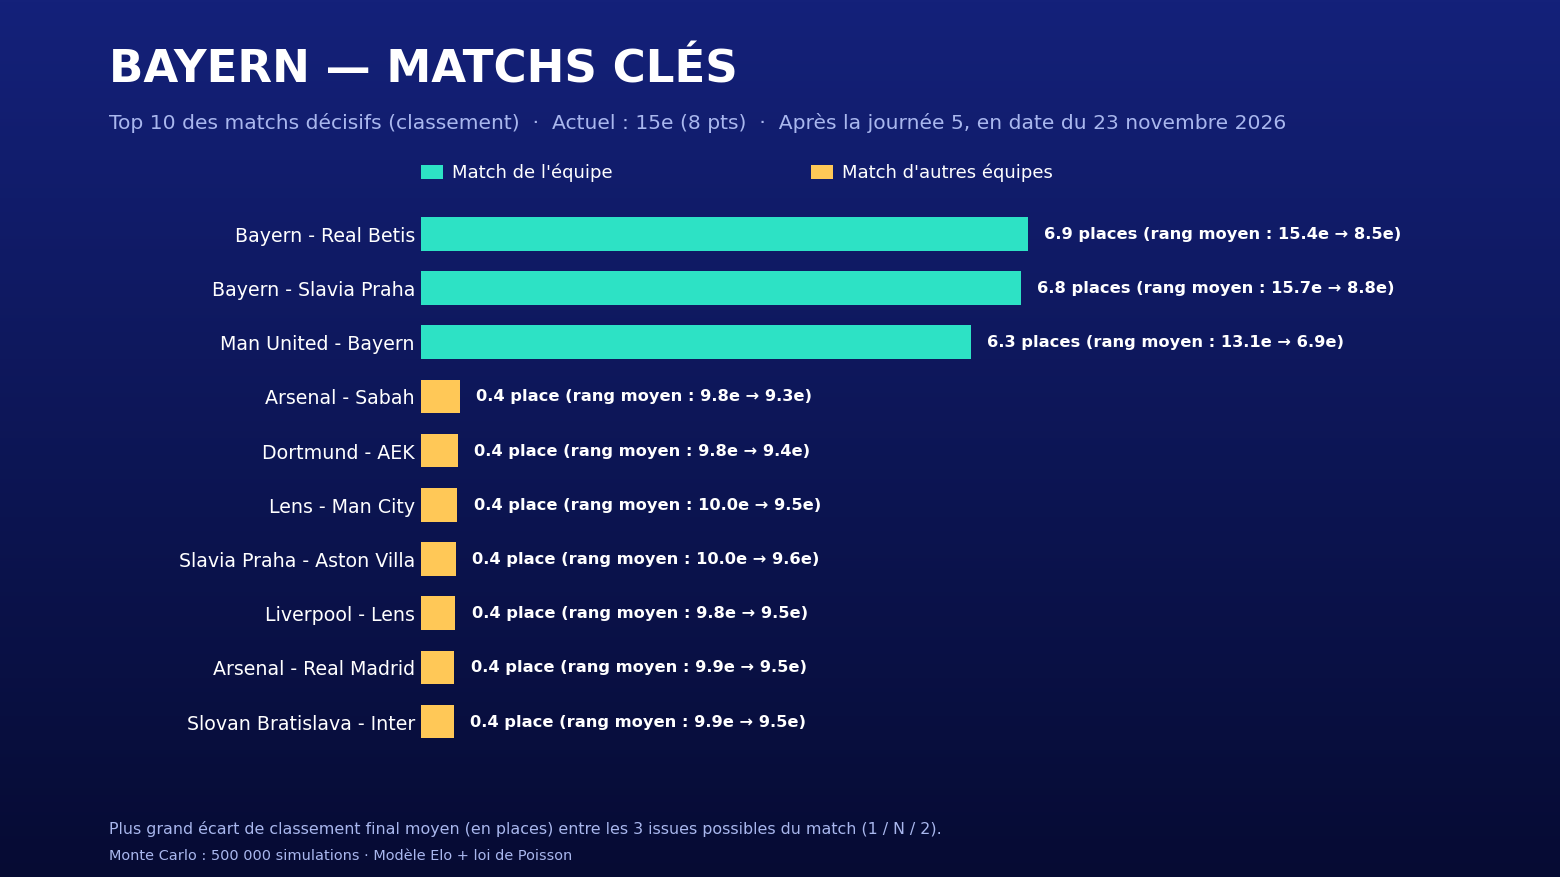 BAYERN — MATCHS CLÉS
Top 10 des matchs décisifs (classement)  ·  Actuel : 15e (8 pts)  ·  Après la journée 5, en date du 23 novembre 2026
Match de l'équipe
Match d'autres équipes
Bayern - Real Betis 6.9 places (rang moyen : 15.4e → 8.5e)
Bayern - Slavia Praha 6.8 places (rang moyen : 15.7e → 8.8e)
Man United - Bayern 6.3 places (rang moyen : 13.1e → 6.9e)
Arsenal - Sabah 0.4 place (rang moyen : 9.8e → 9.3e)
Dortmund - AEK 0.4 place (rang moyen : 9.8e → 9.4e)
Lens - Man City 0.4 place (rang moyen : 10.0e → 9.5e)
Slavia Praha - Aston Villa 0.4 place (rang moyen : 10.0e → 9.6e)
Liverpool - Lens 0.4 place (rang moyen : 9.8e → 9.5e)
Arsenal - Real Madrid 0.4 place (rang moyen : 9.9e → 9.5e)
Slovan Bratislava - Inter 0.4 place (rang moyen : 9.9e → 9.5e)
Plus grand écart de classement final moyen (en places) entre les 3 issues possibles du match (1 / N / 2).
Monte Carlo : 500 000 simulations · Modèle Elo + loi de Poisson